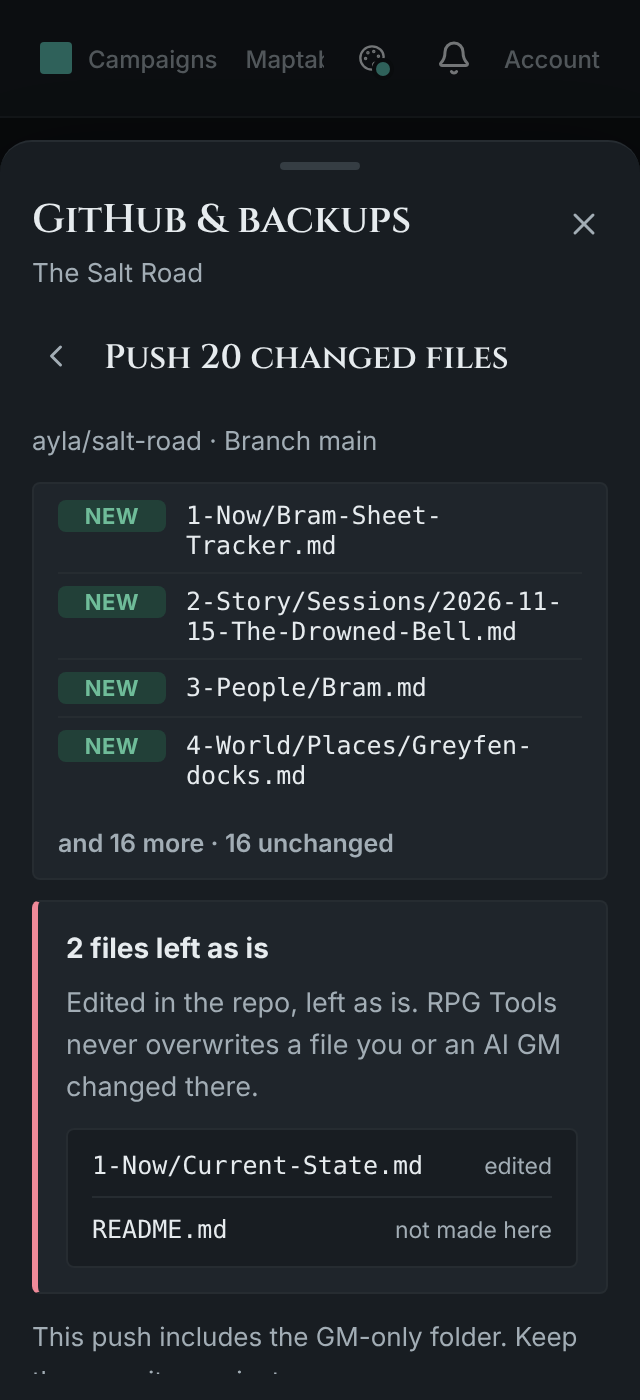 Campaigns
Account
GitHub & backups
The Salt Road
Push 20 changed files
ayla/salt-road · Branch main
NEW 1-Now/Bram-Sheet-
Tracker.md
NEW 2-Story/Sessions/2026-11-
15-The-Drowned-Bell.md
NEW 3-People/Bram.md
NEW 4-World/Places/Greyfen-
docks.md
and 16 more · 16 unchanged
2 files left as is
Edited in the repo, left as is. RPG Tools
never overwrites a file you or an AI GM
changed there.
1-Now/Current-State.md edited
README.md not made here
This push includes the GM-only folder. Keep